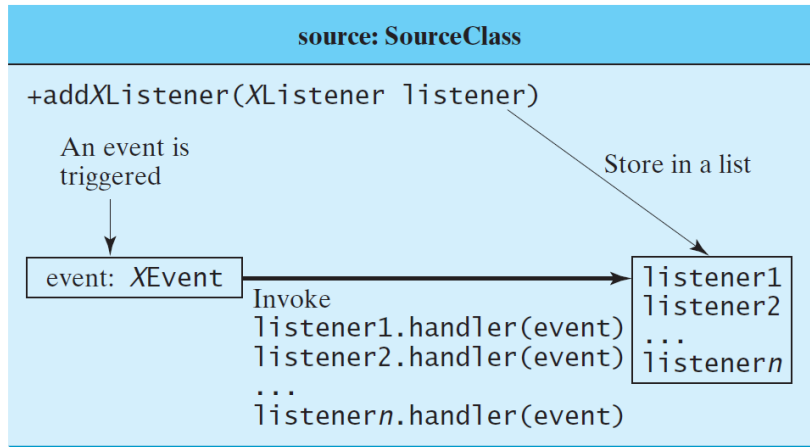 source: SourceClass
+addXListener(XListener listener)
An event is
triggered
Store in a list
event: XEvent
Invoke
listener1.handler(event)
listener2.handler(event)
...
listenern.handler(event)
listener1
listener2
...
listenern